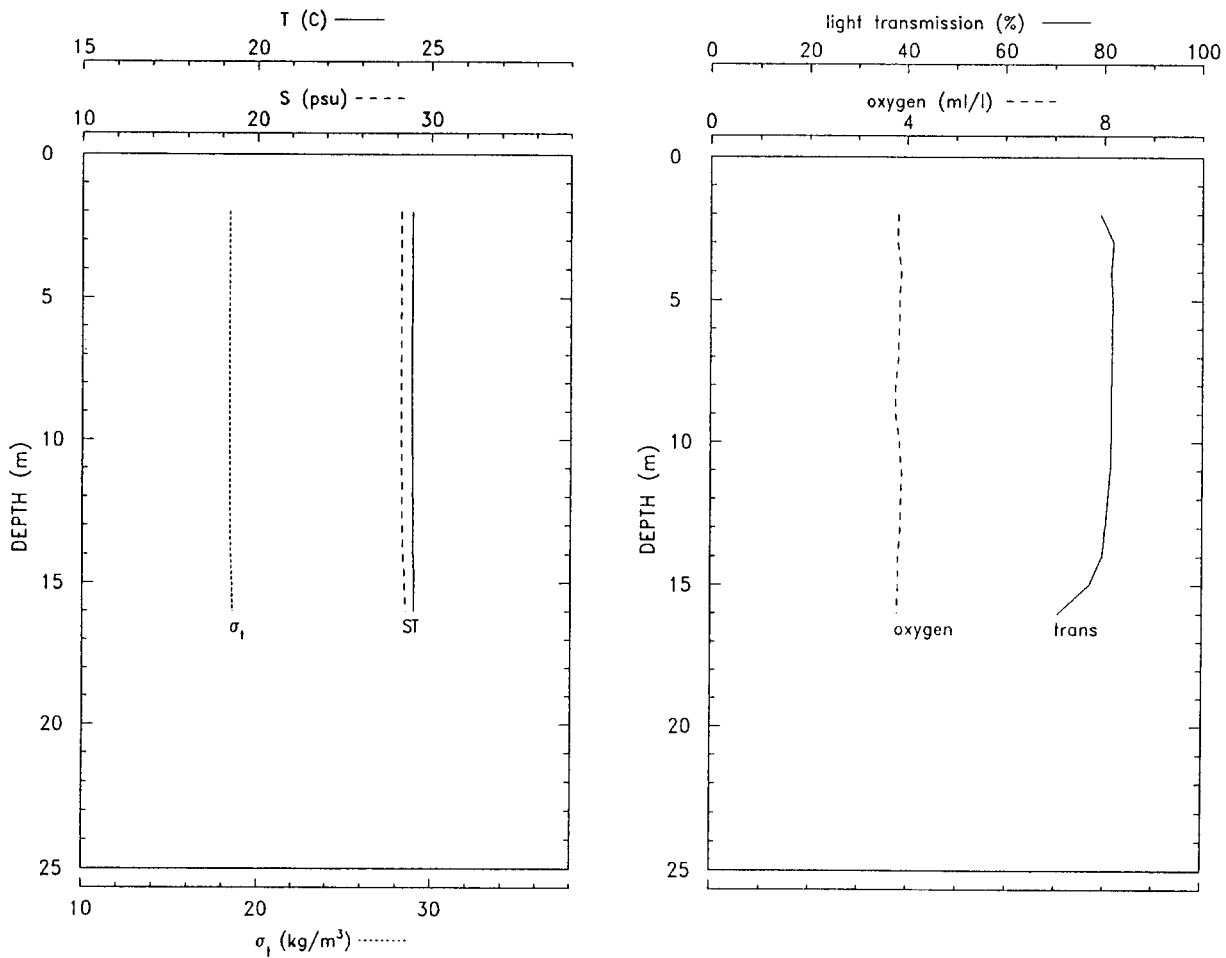 T (C)
15 20 25
S (psu)
10 20 30
0
5
10
15
20
25
DEPTH (m)
σt
ST
10 20 30
σt (kg/m³)
light transmission (%)
0 20 40 60 80 100
oxygen (ml/l)
0 4 8
0
5
10
15
20
25
DEPTH (m)
oxygen
trans